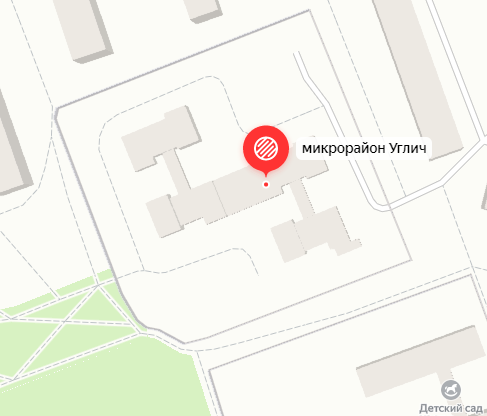 микрорайон Углич
Детский сад